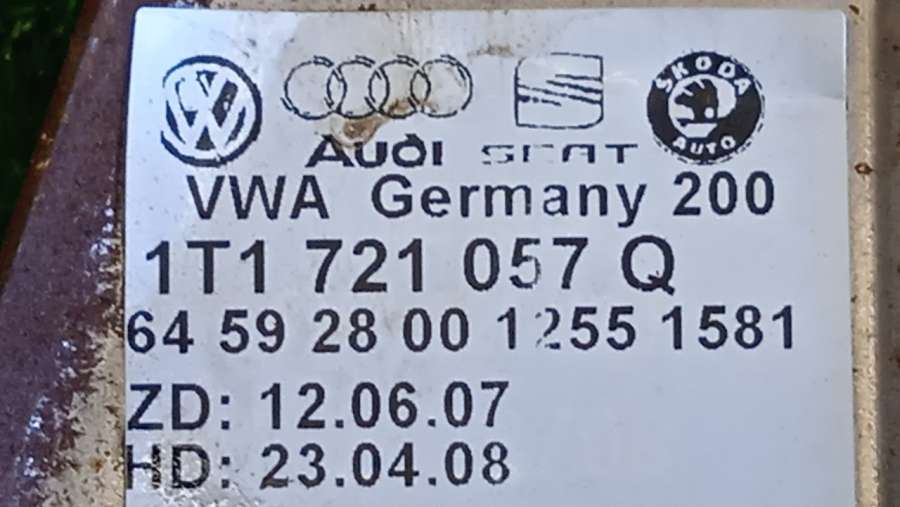 ŠKODA
AUTO
AUDI SEAT
VWA Germany 200
1T1 721 057 Q
64 59 28 00 1255 1581
ZD: 12.06.07
HD: 23.04.08